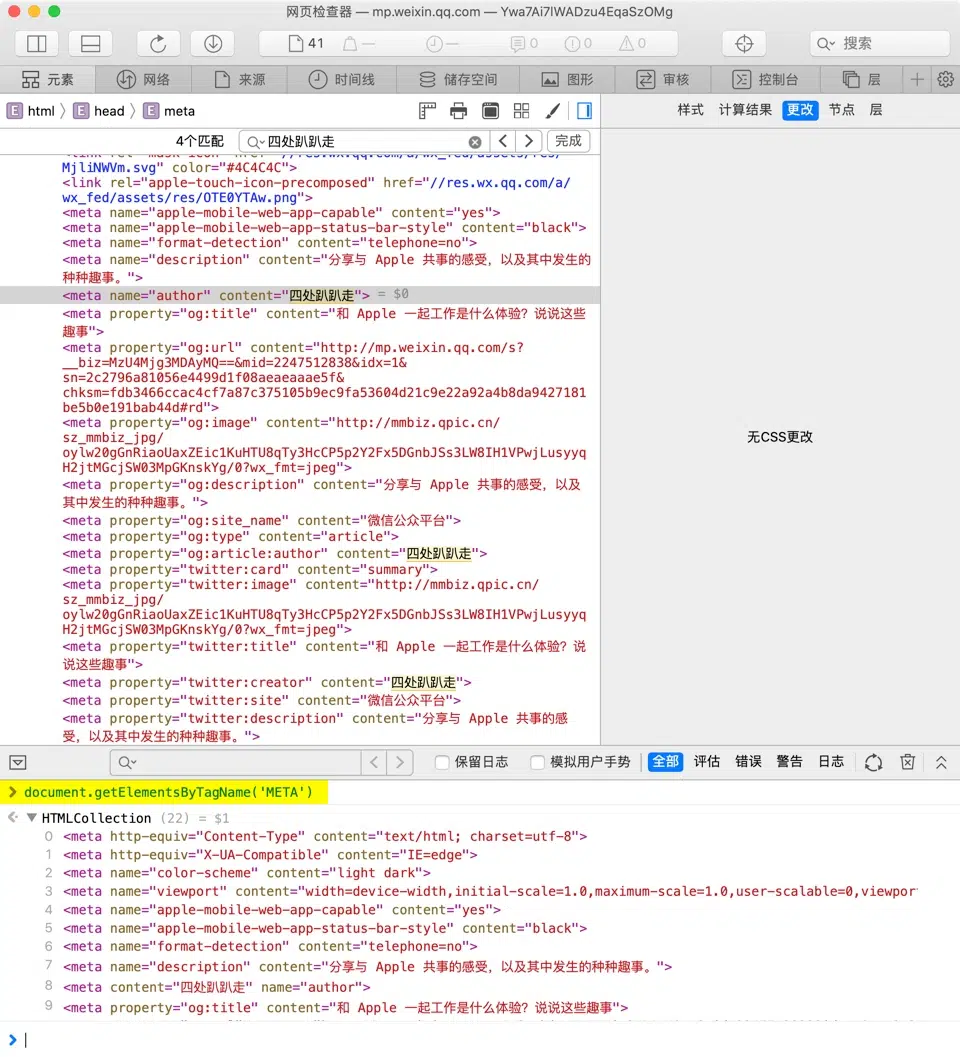 网页检查器 — mp.weixin.qq.com — Ywa7Ai7IWADzu4EqaSzOMg
41 — — 0 0 0 搜索
元素 网络 来源 时间线 储存空间 图形 审核 控制台 层
html 〉 head 〉 meta
样式 计算结果 更改 节点 层
4个匹配 四处趴趴走 完成
MjliNWVm.svg" color="#4C4C4C">
<link rel="apple-touch-icon-precomposed" href="//res.wx.qq.com/a/
wx_fed/assets/res/OTE0YTAw.png">
<meta name="apple-mobile-web-app-capable" content="yes">
<meta name="apple-mobile-web-app-status-bar-style" content="black">
<meta name="format-detection" content="telephone=no">
<meta name="description" content="分享与 Apple 共事的感受，以及其中发生的
种种趣事。">
<meta name="author" content="四处趴趴走"> = $0
<meta property="og:title" content="和 Apple 一起工作是什么体验？说说这些
趣事">
<meta property="og:url" content="http://mp.weixin.qq.com/s?
__biz=MzU4Mjg3MDAyMQ==&mid=2247512838&idx=1&
sn=2c2796a81056e4499d1f08aeaeaaae5f&
chksm=fdb3466ccac4cf7a87c375105b9ec9fa53604d21c9e22a92a4b8da9427181
be5b0e191bab44d#rd">
<meta property="og:image" content="http://mmbiz.qpic.cn/
sz_mmbiz_jpg/
oylw20gGnRiaoUaxZEic1KuHTU8qTy3HcCP5p2Y2Fx5DGnbJSs3LW8IH1VPwjLusyyq
H2jtMGcjSW03MpGKnskYg/0?wx_fmt=jpeg">
<meta property="og:description" content="分享与 Apple 共事的感受，以及
其中发生的种种趣事。">
<meta property="og:site_name" content="微信公众平台">
<meta property="og:type" content="article">
<meta property="og:article:author" content="四处趴趴走">
<meta property="twitter:card" content="summary">
<meta property="twitter:image" content="http://mmbiz.qpic.cn/
sz_mmbiz_jpg/
oylw20gGnRiaoUaxZEic1KuHTU8qTy3HcCP5p2Y2Fx5DGnbJSs3LW8IH1VPwjLusyyq
H2jtMGcjSW03MpGKnskYg/0?wx_fmt=jpeg">
<meta property="twitter:title" content="和 Apple 一起工作是什么体验？说
说这些趣事">
<meta property="twitter:creator" content="四处趴趴走">
<meta property="twitter:site" content="微信公众平台">
<meta property="twitter:description" content="分享与 Apple 共事的感
受，以及其中发生的种种趣事。">
无CSS更改
保留日志 模拟用户手势 全部 评估 错误 警告 日志
document.getElementsByTagName('META')
HTMLCollection (22) = $1
0 <meta http-equiv="Content-Type" content="text/html; charset=utf-8">
1 <meta http-equiv="X-UA-Compatible" content="IE=edge">
2 <meta name="color-scheme" content="light dark">
3 <meta name="viewport" content="width=device-width,initial-scale=1.0,maximum-scale=1.0,user-scalable=0,viewpor
4 <meta name="apple-mobile-web-app-capable" content="yes">
5 <meta name="apple-mobile-web-app-status-bar-style" content="black">
6 <meta name="format-detection" content="telephone=no">
7 <meta name="description" content="分享与 Apple 共事的感受，以及其中发生的种种趣事。">
8 <meta content="四处趴趴走" name="author">
9 <meta property="og:title" content="和 Apple 一起工作是什么体验？说说这些趣事">